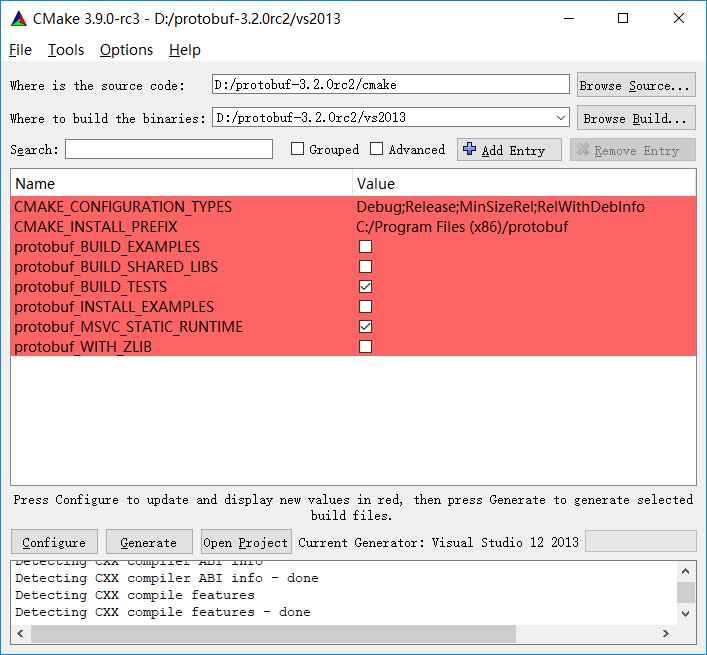 CMake 3.9.0-rc3 - D:/protobuf-3.2.0rc2/vs2013
File Tools Options Help
Where is the source code: D:/protobuf-3.2.0rc2/cmake Browse Source...
Where to build the binaries: D:/protobuf-3.2.0rc2/vs2013 Browse Build...
Search: Grouped Advanced Add Entry Remove Entry
Name Value
CMAKE_CONFIGURATION_TYPES Debug;Release;MinSizeRel;RelWithDebInfo
CMAKE_INSTALL_PREFIX C:/Program Files (x86)/protobuf
protobuf_BUILD_EXAMPLES
protobuf_BUILD_SHARED_LIBS
protobuf_BUILD_TESTS
protobuf_INSTALL_EXAMPLES
protobuf_MSVC_STATIC_RUNTIME
protobuf_WITH_ZLIB
Press Configure to update and display new values in red, then press Generate to generate selected
build files.
Configure Generate Open Project Current Generator: Visual Studio 12 2013
Detecting CXX compiler ABI info
Detecting CXX compiler ABI info - done
Detecting CXX compile features
Detecting CXX compile features - done